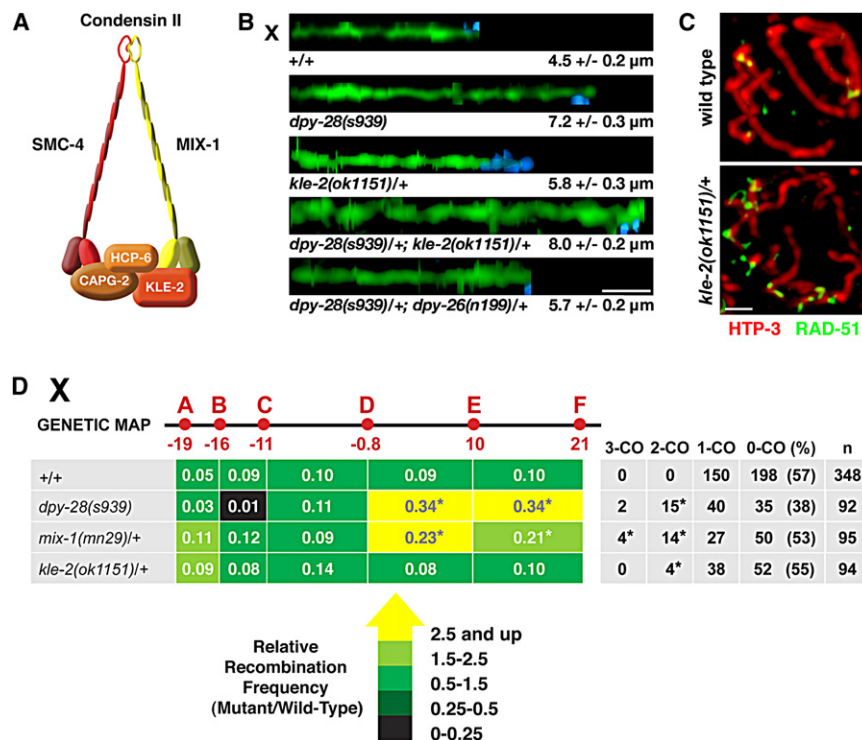 A
Condensin II
SMC-4
MIX-1
HCP-6
CAPG-2
KLE-2
B
X
+/+ 4.5 +/- 0.2 µm
dpy-28(s939) 7.2 +/- 0.3 µm
kle-2(ok1151)/+ 5.8 +/- 0.3 µm
dpy-28(s939)/+; kle-2(ok1151)/+ 8.0 +/- 0.2 µm
dpy-28(s939)/+; dpy-26(n199)/+ 5.7 +/- 0.2 µm
C
wild type
kle-2(ok1151)/+
HTP-3 RAD-51
D X
A B C D E F
GENETIC MAP
-19 -16 -11 -0.8 10 21
3-CO 2-CO 1-CO 0-CO (%) n
+/+ 0.05 0.09 0.10 0.09 0.10 0 0 150 198 (57) 348
dpy-28(s939) 0.03 0.01 0.11 0.34* 0.34* 2 15* 40 35 (38) 92
mix-1(mn29)/+ 0.11 0.12 0.09 0.23* 0.21* 4* 14* 27 50 (53) 95
kle-2(ok1151)/+ 0.09 0.08 0.14 0.08 0.10 0 4* 38 52 (55) 94
Relative
Recombination
Frequency
(Mutant/Wild-Type)
2.5 and up
1.5-2.5
0.5-1.5
0.25-0.5
0-0.25